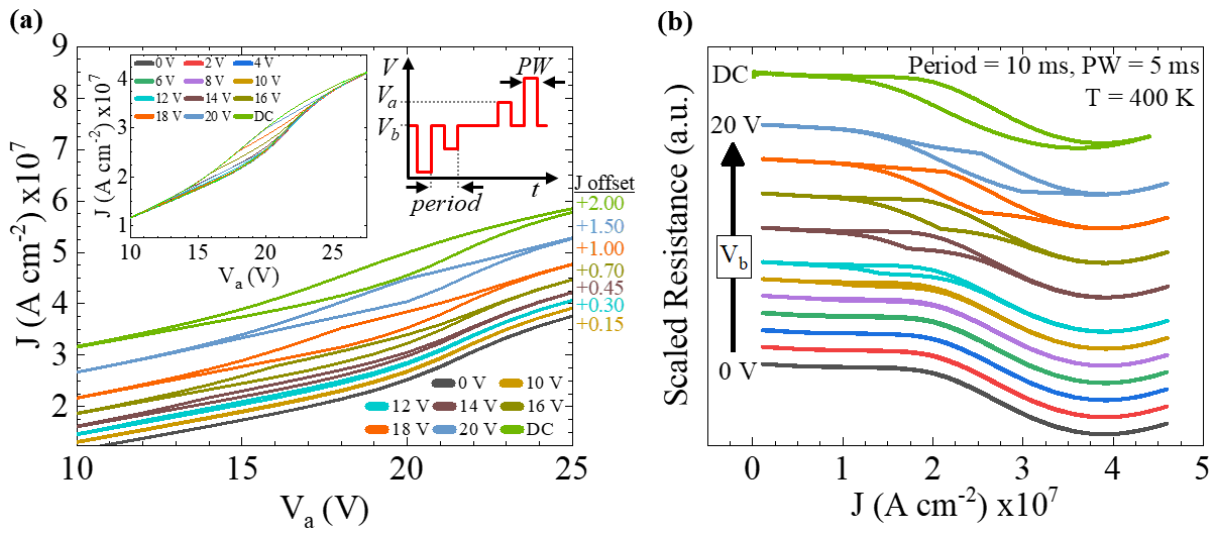 (a)
9
8
7
6
5
4
3
2
10
15
20
25
J (A cm⁻²) x10⁷
Vₐ (V)
0 V 2 V 4 V
6 V 8 V 10 V
12 V 14 V 16 V
18 V 20 V DC
4
3
2
1
10
15
20
25
J (A cm⁻²) x10⁷
Vₐ (V)
V
PW
Vₐ
V_b
period
t
J offset
+2.00
+1.50
+1.00
+0.70
+0.45
+0.30
+0.15
0 V 10 V
12 V 14 V 16 V
18 V 20 V DC
(b)
Period = 10 ms, PW = 5 ms
T = 400 K
DC
20 V
V_b
0 V
Scaled Resistance (a.u.)
0 1 2 3 4 5
J (A cm⁻²) x10⁷